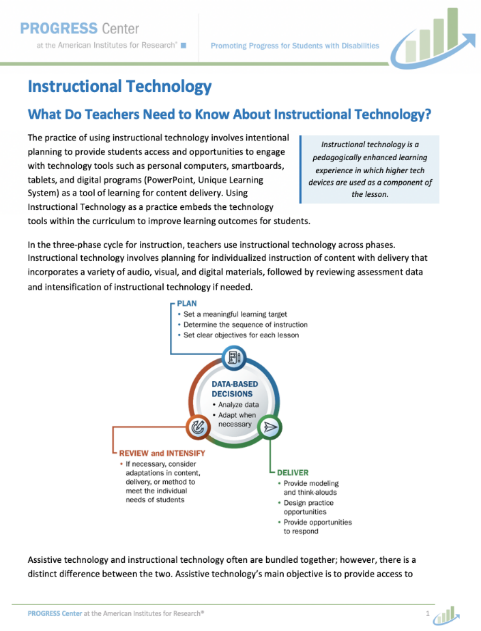 PROGRESS Center
at the American Institutes for Research®
Promoting Progress for Students with Disabilities
Instructional Technology
What Do Teachers Need to Know About Instructional Technology?
The practice of using instructional technology involves intentional
planning to provide students access and opportunities to engage
with technology tools such as personal computers, smartboards,
tablets, and digital programs (PowerPoint, Unique Learning
System) as a tool of learning for content delivery. Using
Instructional Technology as a practice embeds the technology
tools within the curriculum to improve learning outcomes for students.
Instructional technology is a
pedagogically enhanced learning
experience in which higher tech
devices are used as a component of
the lesson.
In the three-phase cycle for instruction, teachers use instructional technology across phases.
Instructional technology involves planning for individualized instruction of content with delivery that
incorporates a variety of audio, visual, and digital materials, followed by reviewing assessment data
and intensification of instructional technology if needed.
PLAN
• Set a meaningful learning target
• Determine the sequence of instruction
• Set clear objectives for each lesson
DATA-BASED
DECISIONS
• Analyze data
• Adapt when
necessary
REVIEW and INTENSIFY
• If necessary, consider
adaptations in content,
delivery, or method to
meet the individual
needs of students
DELIVER
• Provide modeling
and think-alouds
• Design practice
opportunities
• Provide opportunities
to respond
Assistive technology and instructional technology often are bundled together; however, there is a
distinct difference between the two. Assistive technology's main objective is to provide access to
PROGRESS Center at the American Institutes for Research®
1